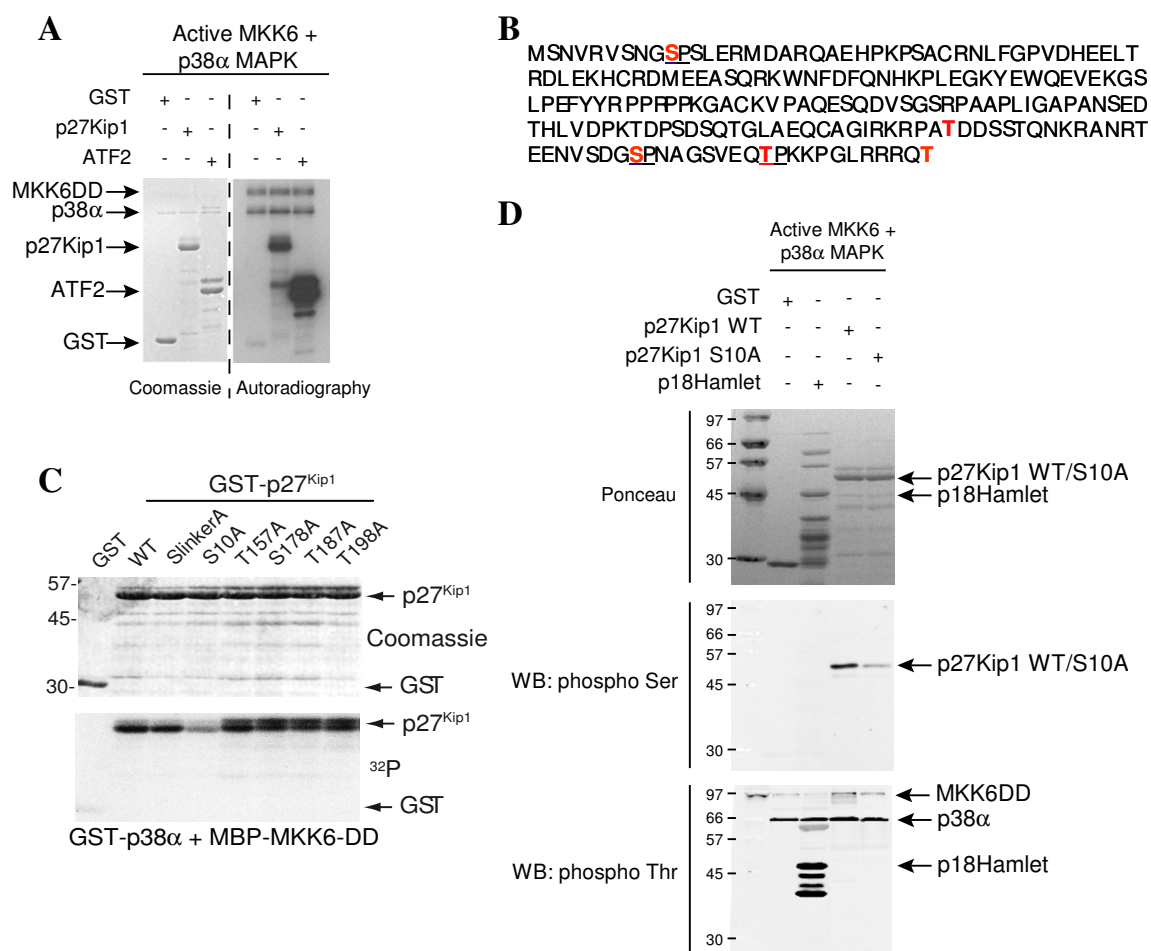 A
Active MKK6 +
p38α MAPK
GST + - - + - -
p27Kip1 - + - - + -
ATF2 - - + - - +
MKK6DD
p38α
p27Kip1
ATF2
GST
Coomassie Autoradiography
B
MSNVRVSNGSPSLERMDARQAEHPKPSACRNLFGPVDHEELT
RDLEKHCRDMEEASQRKWNFDFQNHKPLEGKYEWQEVEKGS
LPEFYYRPPRPPKGACKVPAQESQDVSGSRPAAPLIGAPANSED
THLVDPKTDPSDSQTGLAEQCAGIRKRPATDDSSTQNKRANRT
EENVSDGSPNAGSVEQTPKKPGLRRRQT
C
GST-p27Kip1
GST WT SlinkerA S10A T157A S178A T187A T198A
57-
p27Kip1
45-
Coomassie
30-
GST
p27Kip1
32P
GST
GST-p38α + MBP-MKK6-DD
D
Active MKK6 +
p38α MAPK
GST + - - -
p27Kip1 WT - - + -
p27Kip1 S10A - - - +
p18Hamlet - + - -
97
66
57
p27Kip1 WT/S10A
Ponceau 45 p18Hamlet
30
97
66
57
p27Kip1 WT/S10A
WB: phospho Ser
45
30
97 MKK6DD
66 p38α
p18Hamlet
WB: phospho Thr 45
30